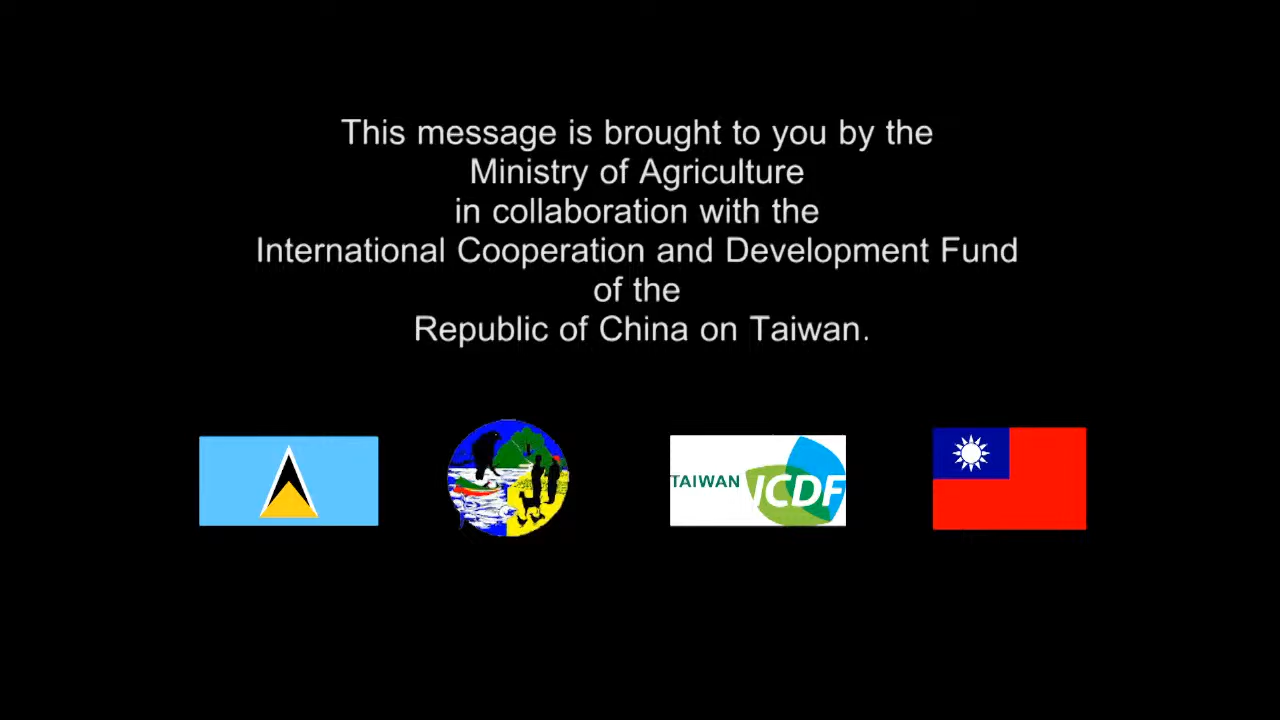 This message is brought to you by the
Ministry of Agriculture
in collaboration with the
International Cooperation and Development Fund
of the
Republic of China on Taiwan.
TAIWAN ICDF